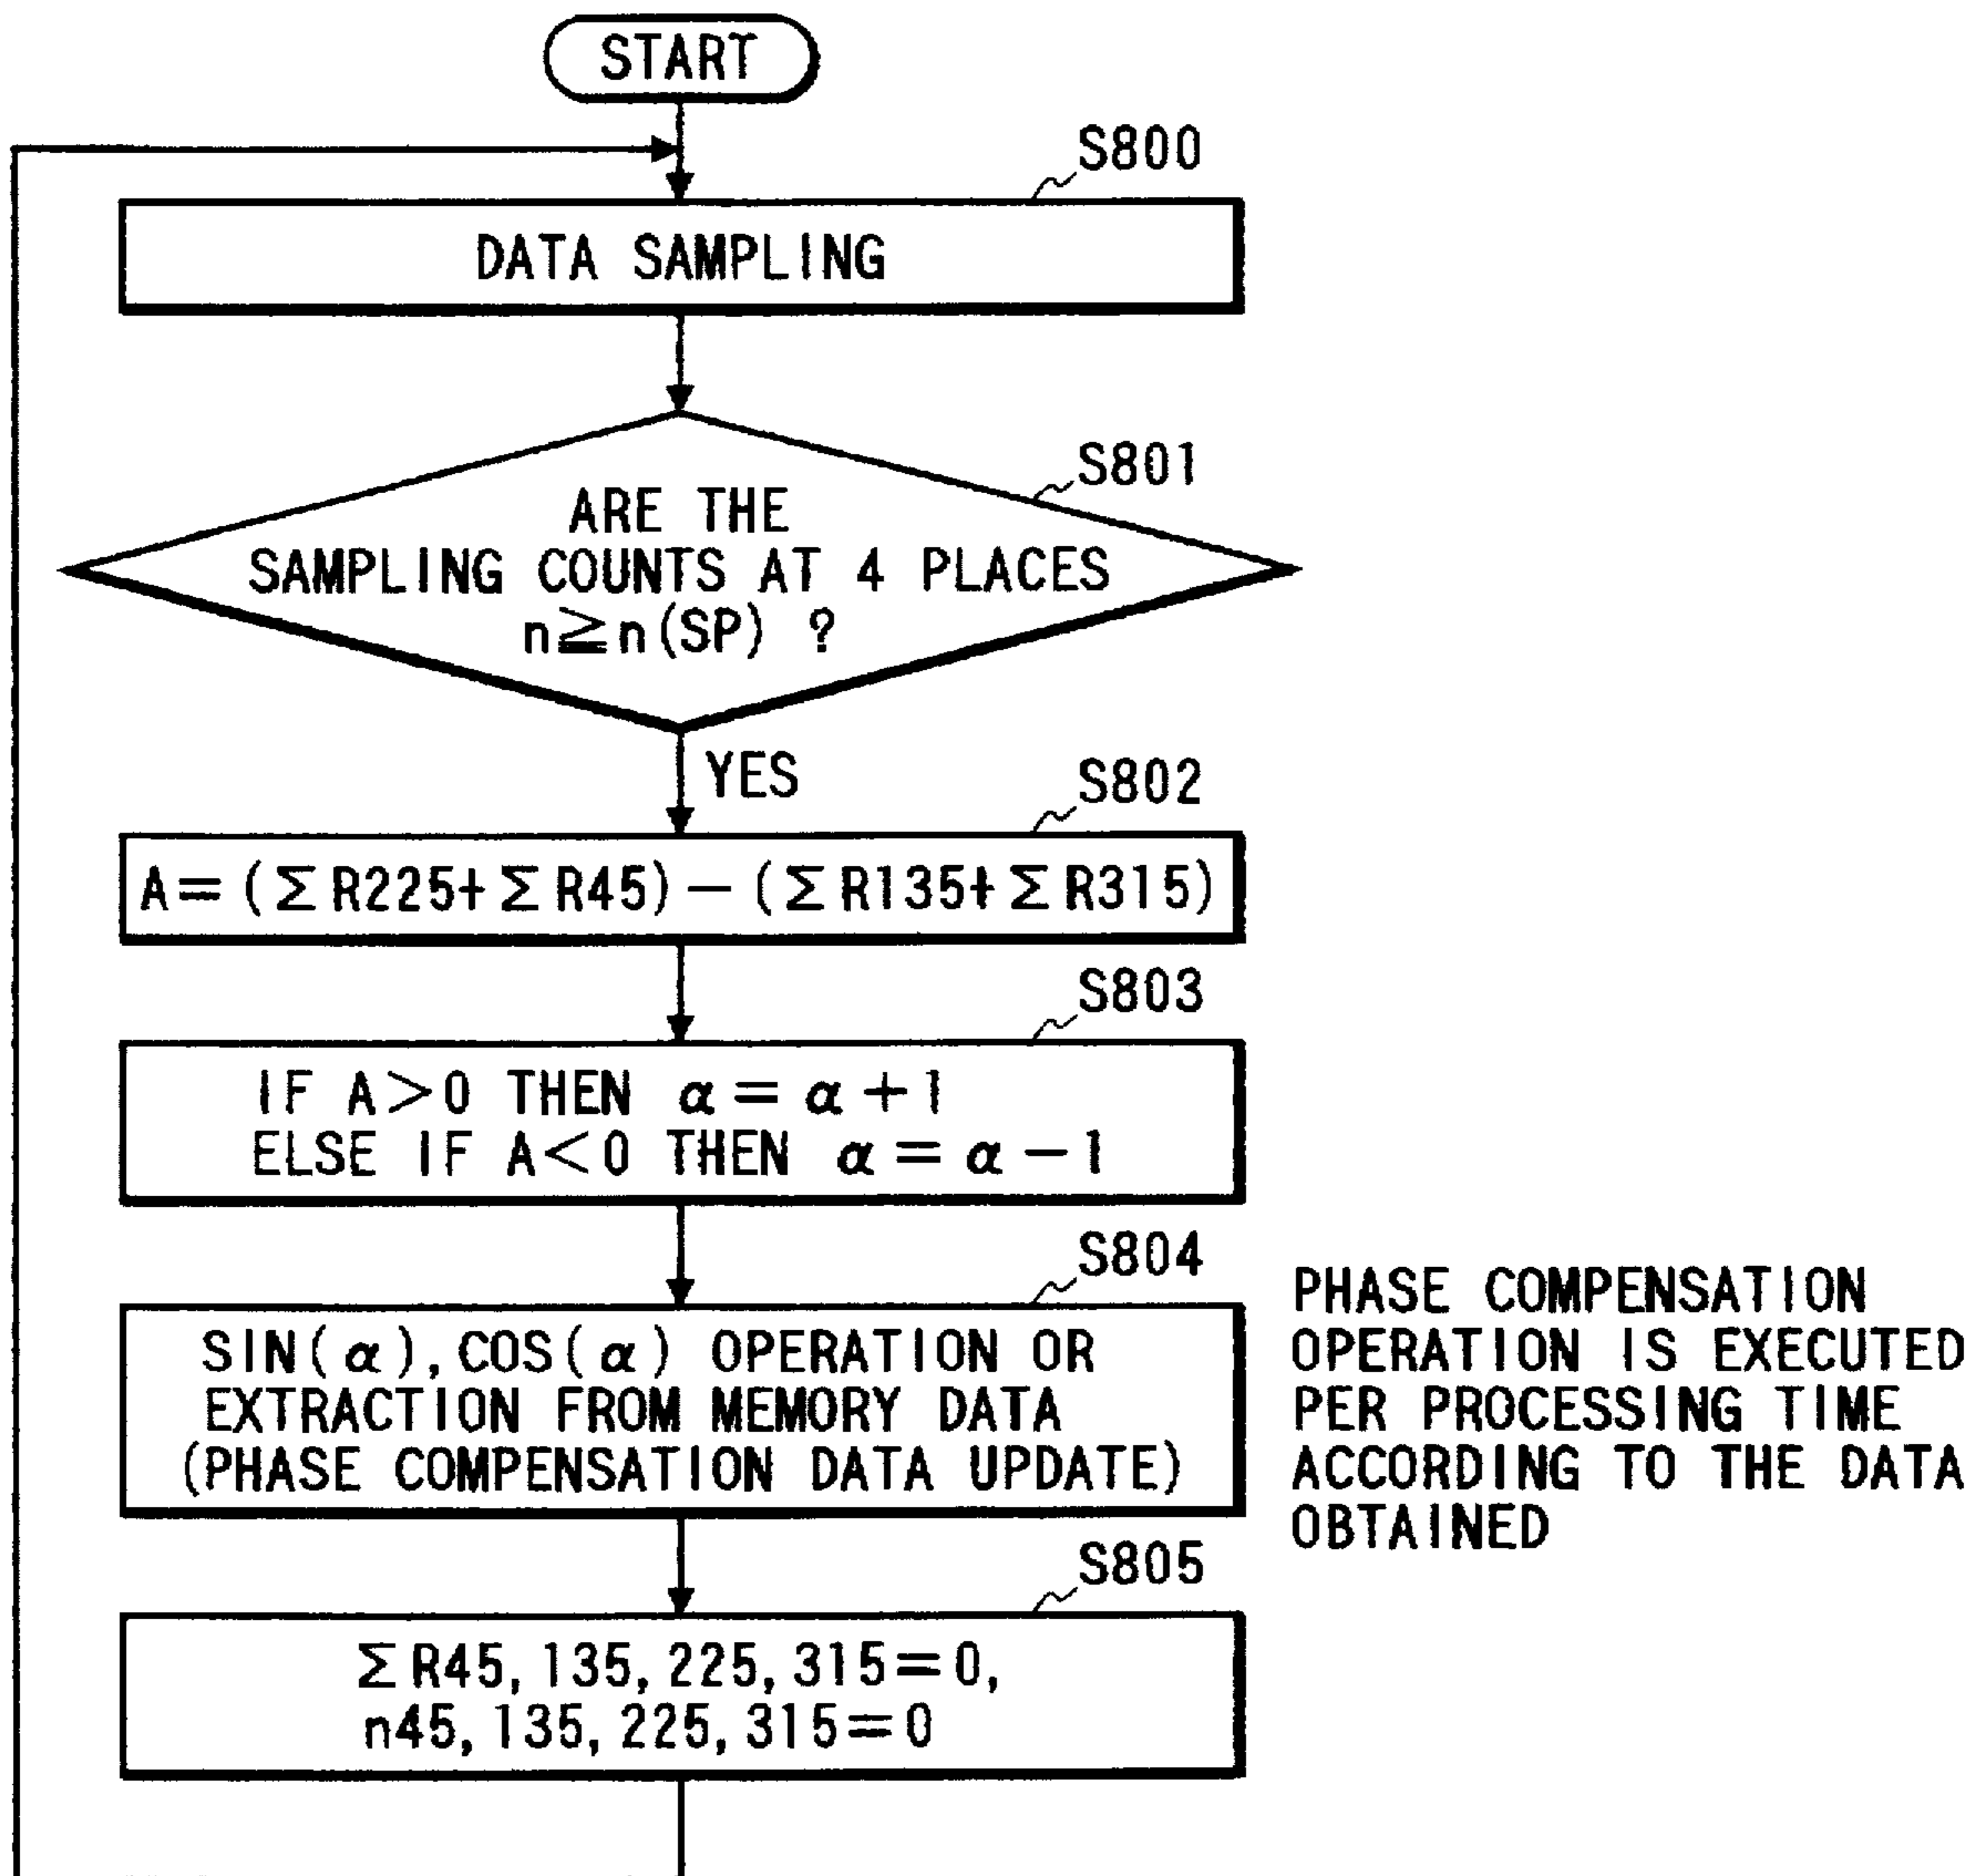 START
S800
DATA SAMPLING
S801
ARE THE
SAMPLING COUNTS AT 4 PLACES
n≧n(SP) ?
YES
S802
A=(ΣR225+ΣR45)-(ΣR135+ΣR315)
S803
IF A>0 THEN α=α+1
ELSE IF A<0 THEN α=α-1
S804
SIN(α),COS(α) OPERATION OR
EXTRACTION FROM MEMORY DATA
(PHASE COMPENSATION DATA UPDATE)
PHASE COMPENSATION
OPERATION IS EXECUTED
PER PROCESSING TIME
ACCORDING TO THE DATA
OBTAINED
S805
ΣR45,135,225,315=0,
n45,135,225,315=0